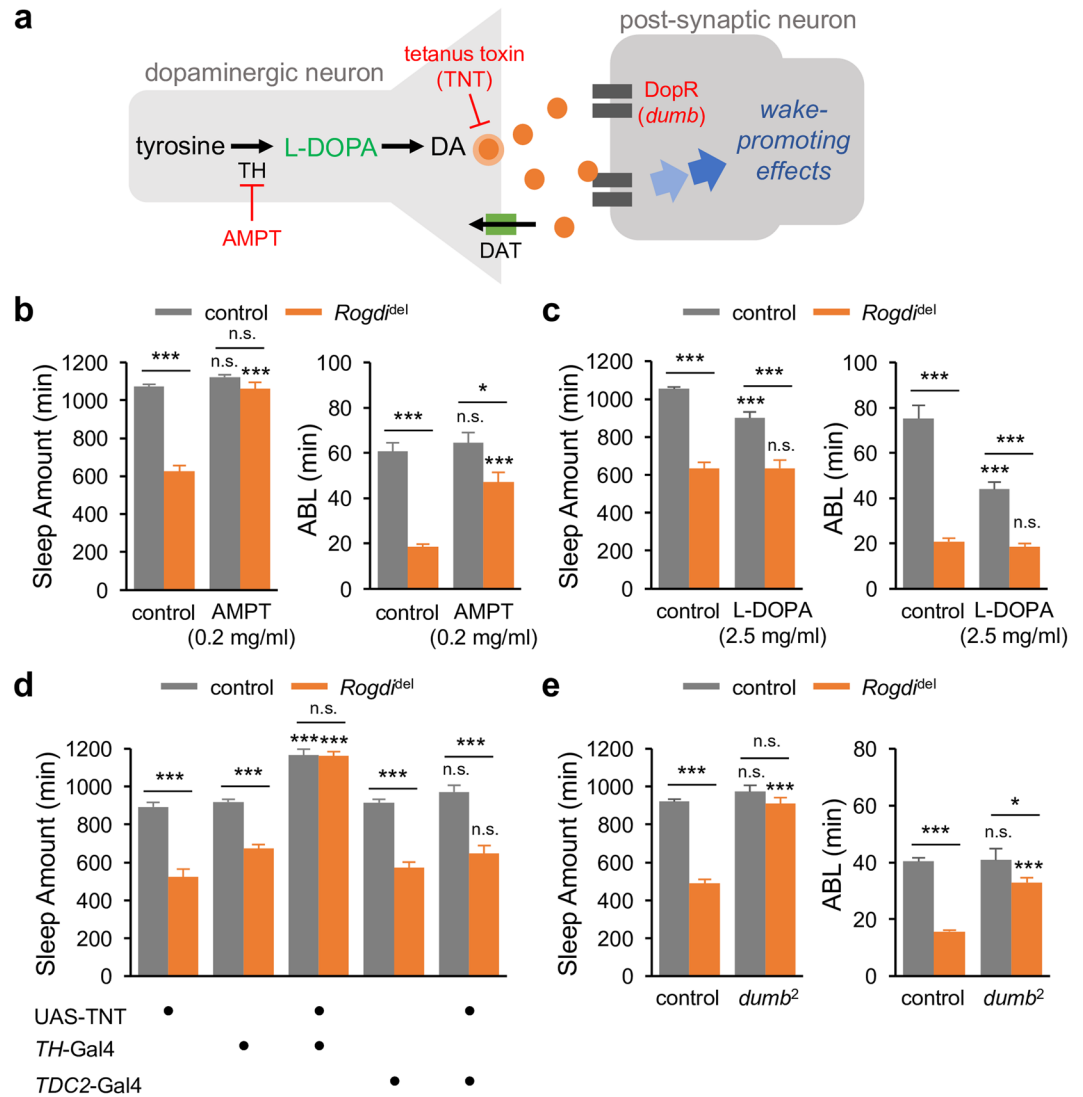 a
post-synaptic neuron
dopaminergic neuron
tetanus toxin
(TNT)
DopR
(dumb)
wake-
promoting
effects
tyrosine
L-DOPA
DA
TH
AMPT
DAT
b
control
Rogdidel
Sleep Amount (min)
1200
1000
800
600
400
200
0
***
n.s.
n.s.
***
control
AMPT
(0.2 mg/ml)
ABL (min)
100
80
60
40
20
0
***
*
n.s.
***
control
AMPT
(0.2 mg/ml)
c
control
Rogdidel
Sleep Amount (min)
1200
1000
800
600
400
200
0
***
***
***
n.s.
control
L-DOPA
(2.5 mg/ml)
ABL (min)
100
80
60
40
20
0
***
***
***
n.s.
control
L-DOPA
(2.5 mg/ml)
d
control
Rogdidel
Sleep Amount (min)
1200
1000
800
600
400
200
0
***
***
n.s.
***
***
***
***
n.s.
n.s.
UAS-TNT
TH-Gal4
TDC2-Gal4
e
control
Rogdidel
Sleep Amount (min)
1200
1000
800
600
400
200
0
***
n.s.
n.s.
***
control
dumb2
ABL (min)
80
60
40
20
0
***
*
n.s.
***
control
dumb2